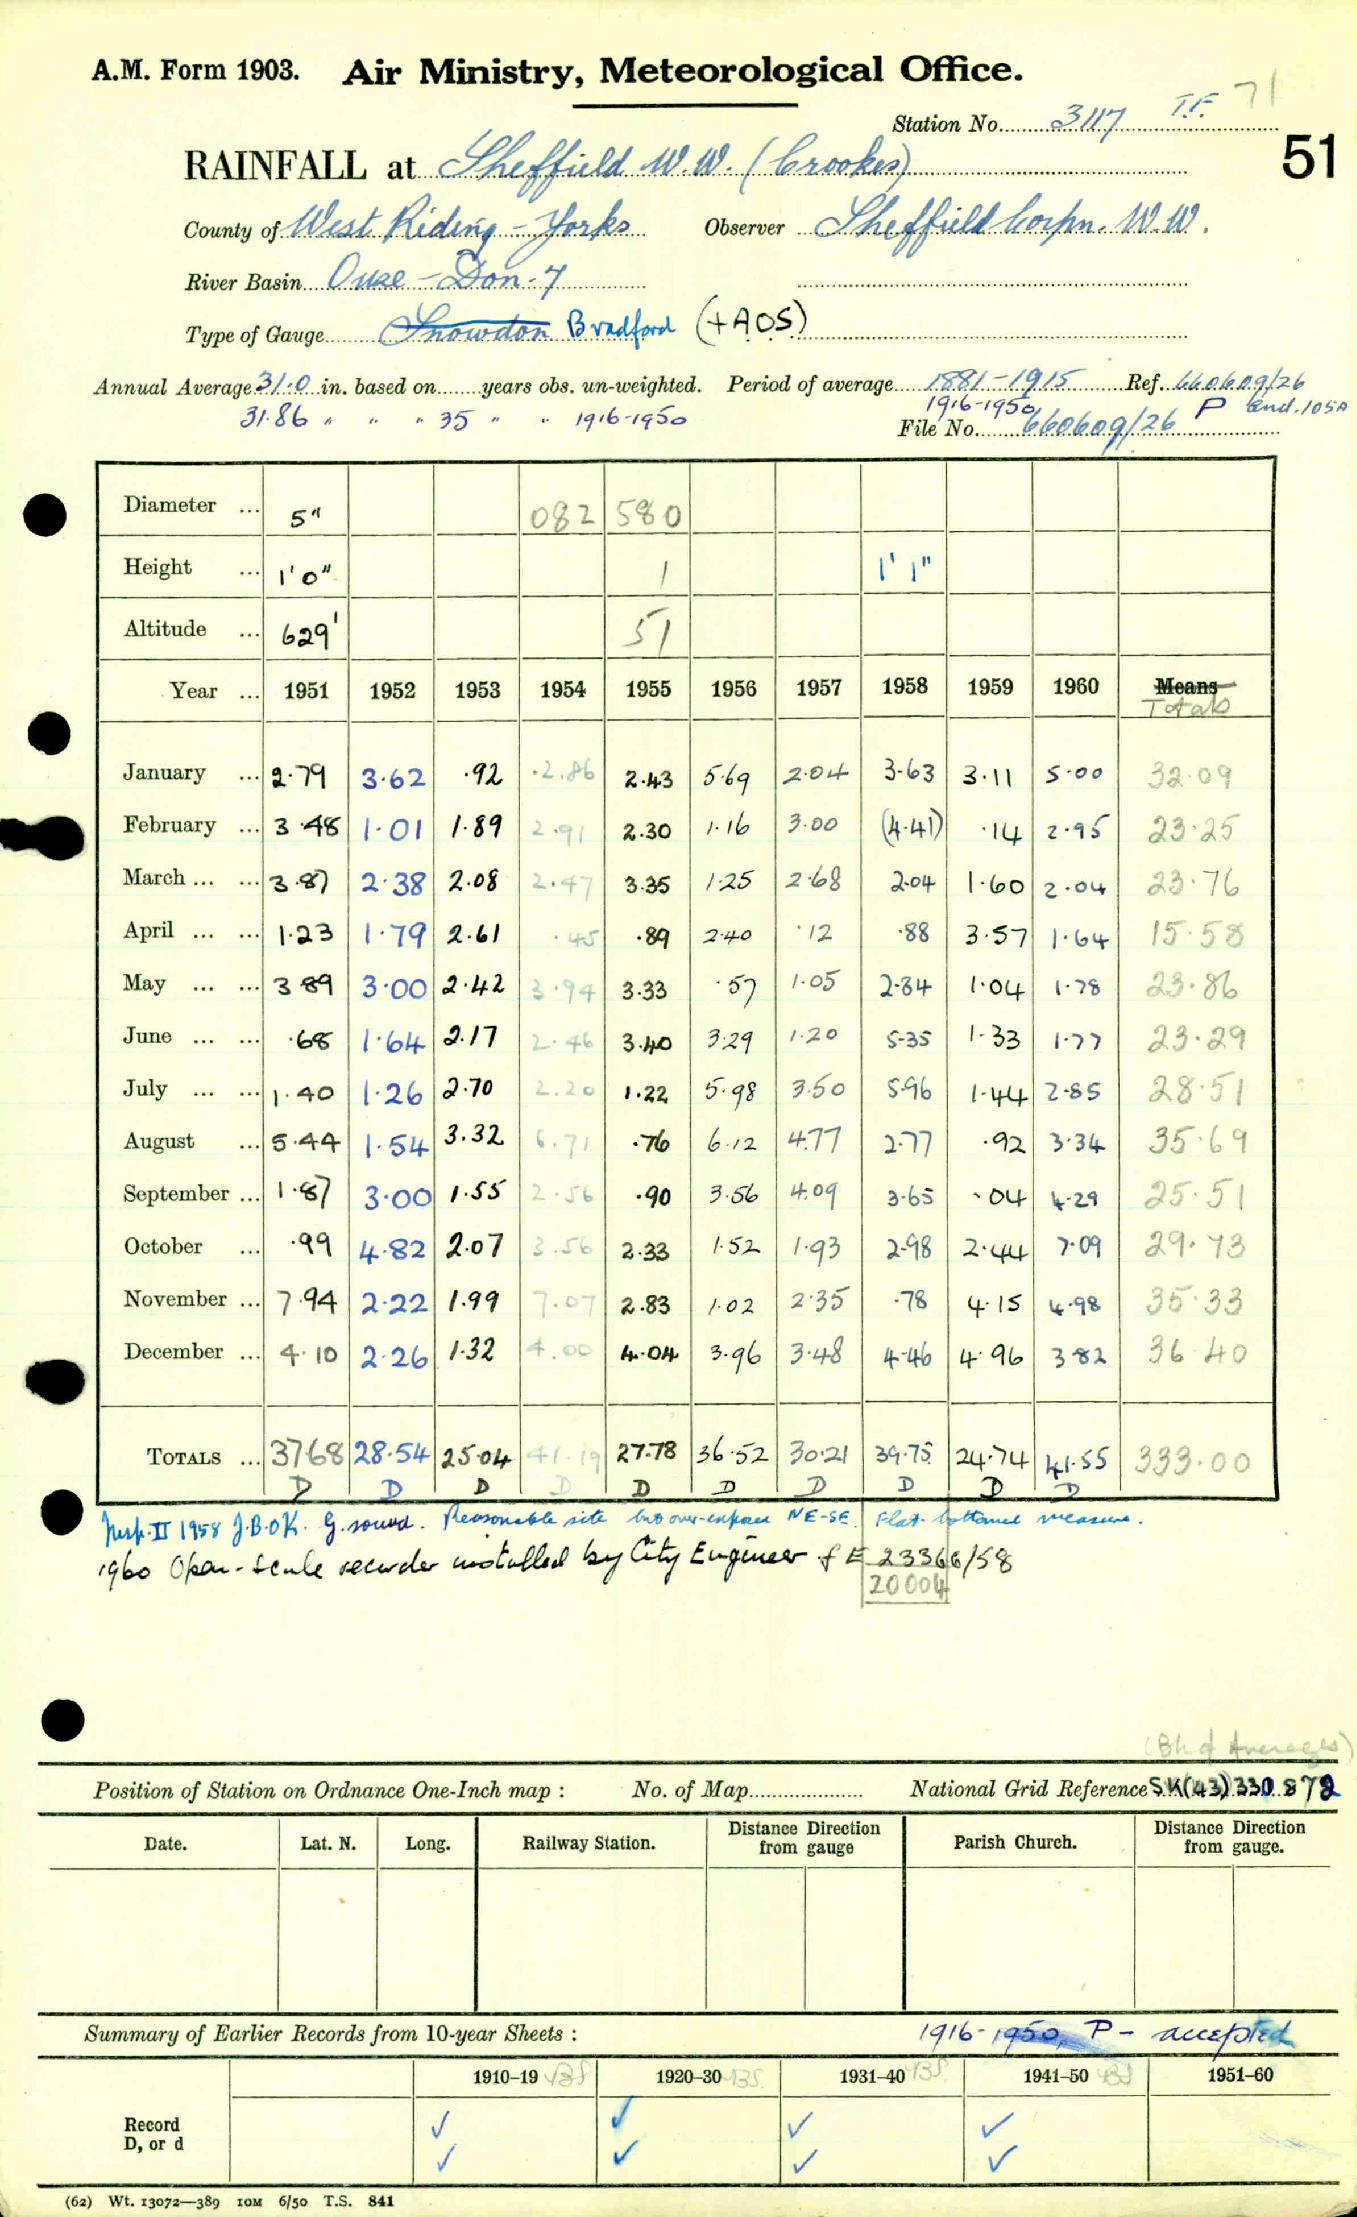 A.M. Form 1903. Air Ministry, Meteorological Office.
71
Station No. 3117 T.F.
51
RAINFALL at Sheffield W.W. (Crookes)
County of West Riding - Yorks Observer Sheffield Corpn. W.W.
River Basin Ouse - Don - 7
Type of Gauge Snowdon Bradford (+AOS)
Annual Average 31.0 in. based on years obs. un-weighted. Period of average 1881-1915 Ref. 660609/26
31.86 " " " 35 " " 1916-1950 1916-1950 P End.105A
File No. 660609/26
Diameter ... 5" 082 580
Height ... 1'0" 1 1'1"
Altitude ... 629' 51
Year ... 1951 1952 1953 1954 1955 1956 1957 1958 1959 1960 Means
Totals
January ... 2.79 3.62 .92 2.86 2.43 5.69 2.04 3.63 3.11 5.00 32.09
February ... 3.48 1.01 1.89 2.91 2.30 1.16 3.00 (4.41) .14 2.95 23.25
March ... ... 3.87 2.38 2.08 2.47 3.35 1.25 2.68 2.04 1.60 2.04 23.76
April ... ... 1.23 1.79 2.61 .45 .89 2.40 .12 .88 3.57 1.64 15.58
May ... ... 3.89 3.00 2.42 3.94 3.33 .57 1.05 2.84 1.04 1.78 23.86
June ... ... .68 1.64 2.17 2.46 3.40 3.29 1.20 5.35 1.33 1.77 23.29
July ... ... 1.40 1.26 2.70 2.20 1.22 5.98 3.50 5.96 1.44 2.85 28.51
August ... 5.44 1.54 3.32 6.71 .76 6.12 4.77 2.77 .92 3.34 35.69
September ... 1.87 3.00 1.55 2.56 .90 3.56 4.09 3.65 .04 4.29 25.51
October ... .99 4.82 2.07 3.56 2.33 1.52 1.93 2.98 2.44 7.09 29.73
November ... 7.94 2.22 1.99 7.07 2.83 1.02 2.35 .78 4.15 4.98 35.33
December ... 4.10 2.26 1.32 4.00 4.04 3.96 3.48 4.46 4.96 3.82 36.40
TOTALS ... 37.68 28.54 25.04 41.19 27.78 36.52 30.21 39.75 24.74 41.55 333.00
D D D D D D D D D D
Insp. II 1958 J.B. OK. G. sound. Reasonable site but over-exposed NE-SE. Flat bottomed measure.
1960 Open-scale recorder installed by City Engineer f E 23366/58
20004
(Bk of Averages)
Position of Station on Ordnance One-Inch map : No. of Map National Grid Reference SK(43) 330 872
Date. Lat. N. Long. Railway Station. Distance from Direction gauge Parish Church. Distance from Direction gauge.
Summary of Earlier Records from 10-year Sheets : 1916-1950, P - accepted
1910-19 1920-30 1931-40 1941-50 1951-60
Record ✓ ✓ ✓ ✓
D, or d ✓ ✓ ✓ ✓
(62) Wt. 13072—389 10M 6/50 T.S. 841